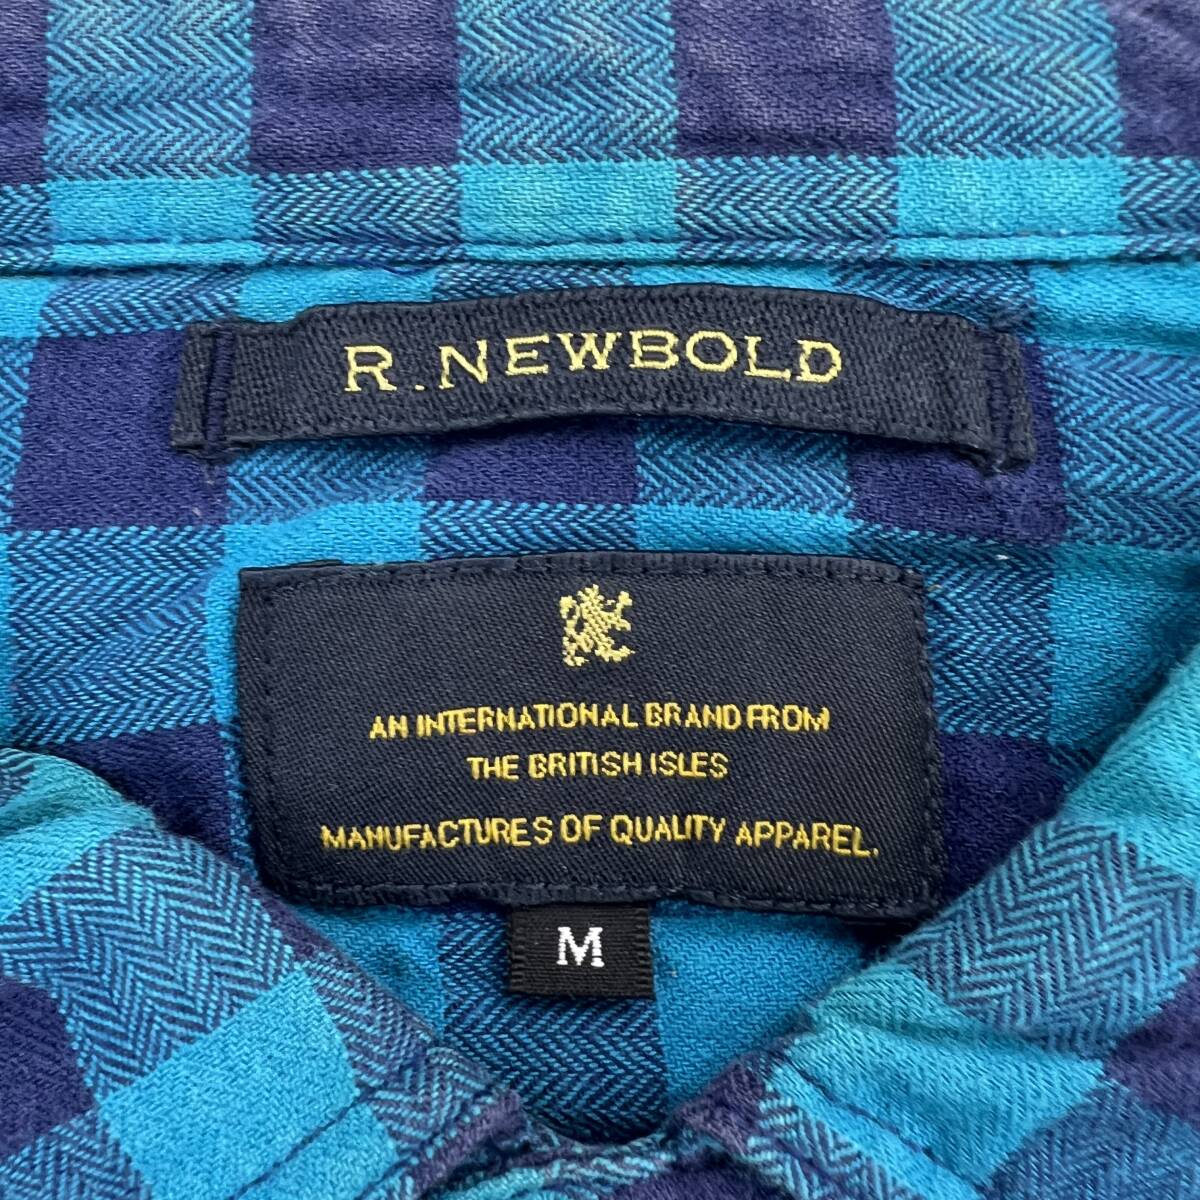 R.NEWBOLD
AN INTERNATIONAL BRAND FROM
THE BRITISH ISLES
MANUFACTURES OF QUALITY APPAREL.
M